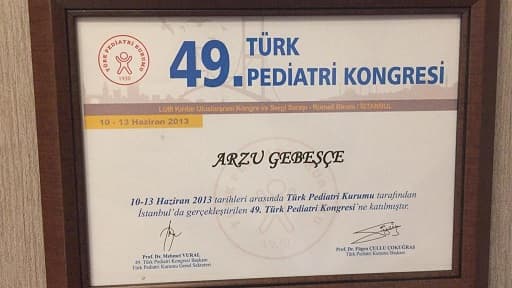 TÜRK PEDİATRİ KURUMU
1930
49. TÜRK
PEDİATRİ KONGRESİ
Lütfi Kırdar Uluslararası Kongre ve Sergi Sarayı - Rumeli Binası / İSTANBUL
10 - 13 Haziran 2013
ARZU GEBEŞÇE
10-13 Haziran 2013 tarihleri arasında Türk Pediatri Kurumu tarafından
İstanbul'da gerçekleştirilen 49. Türk Pediatri Kongresi'ne katılmıştır.
Prof. Dr. Mehmet VURAL
49. Türk Pediatri Kongresi Başkanı
Türk Pediatri Kurumu Genel Sekreteri
Prof. Dr. Fügen ÇULLU ÇOKUĞRAŞ
Türk Pediatri Kurumu Başkanı